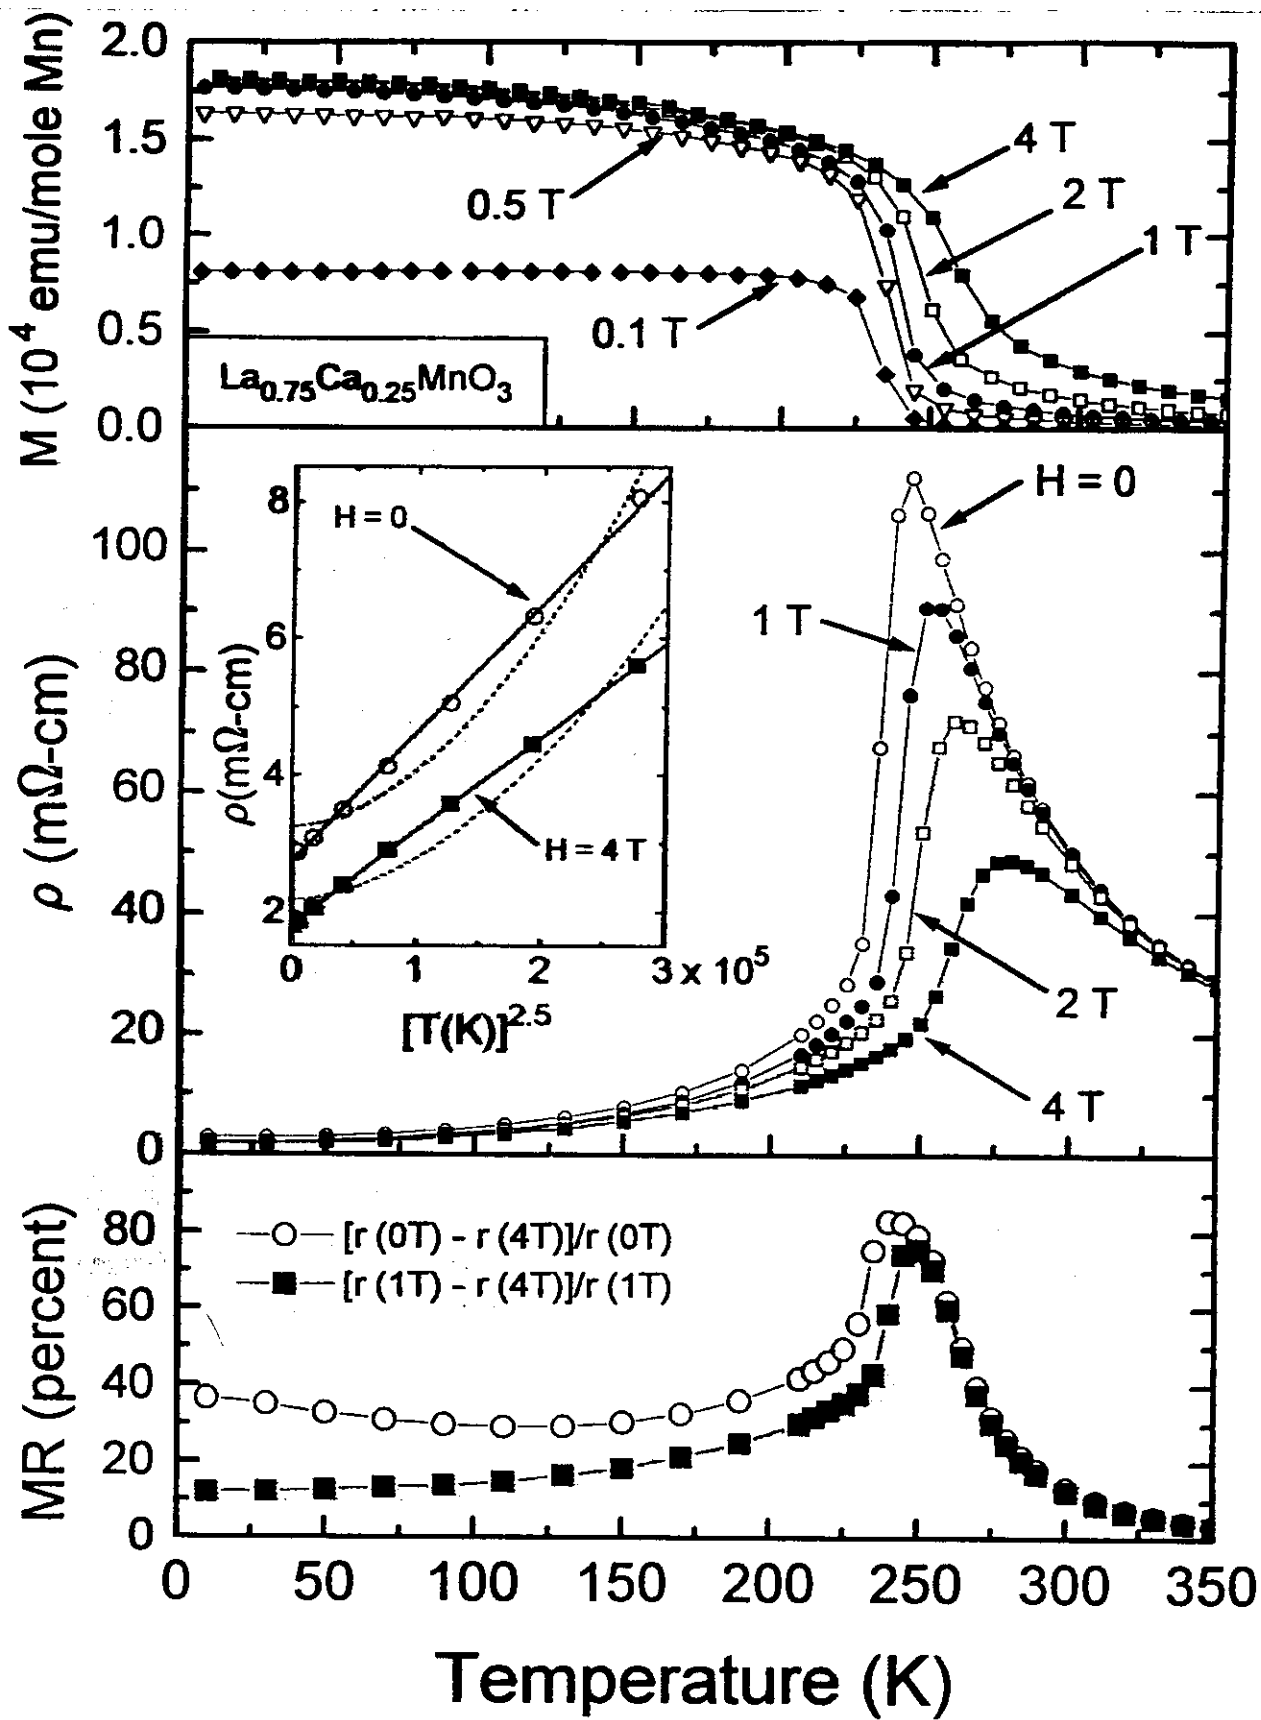 M (10⁴ emu/mole Mn)
2.0
1.5
1.0
0.5
0.0
4 T
2 T
1 T
0.5 T
0.1 T
La₀.₇₅Ca₀.₂₅MnO₃
ρ (mΩ-cm)
100
80
60
40
20
0
H = 0
1 T
2 T
4 T
ρ (mΩ-cm)
8
6
4
2
H = 0
H = 4 T
0 1 2 3 x 10⁵
[T(K)]²·⁵
MR (percent)
80
60
40
20
0
[r (0T) - r (4T)]/r (0T)
[r (1T) - r (4T)]/r (1T)
0 50 100 150 200 250 300 350
Temperature (K)